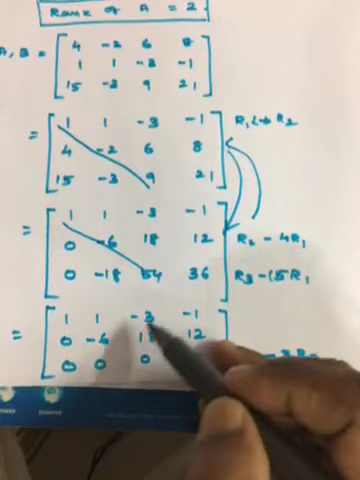 Rank of A = 2.
A, B = 4 -2 6 8
1 1 -3 -1
15 -3 9 21
= 1 1 -3 -1 R₁ ↔ R₂
4 -2 6 8
15 -3 9 21
= 1 1 -3 -1
0 -6 18 12 R₂ - 4R₁
0 -18 54 36 R₃ - 15R₁
= 1 1 -3 -1
0 -6 12
0 0 0